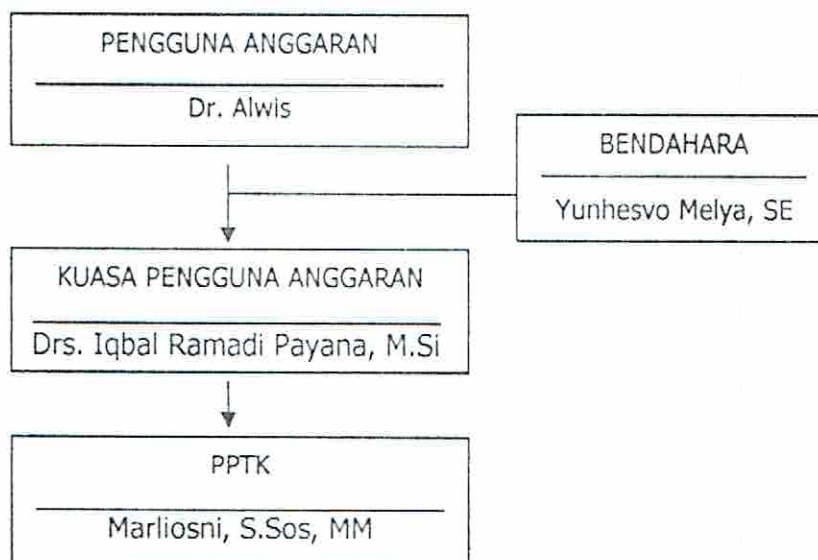 PENGGUNA ANGGARAN
Dr. Alwis
BENDAHARA
Yunhesvo Melya, SE
KUASA PENGGUNA ANGGARAN
Drs. Iqbal Ramadi Payana, M.Si
PPTK
Marliosni, S.Sos, MM